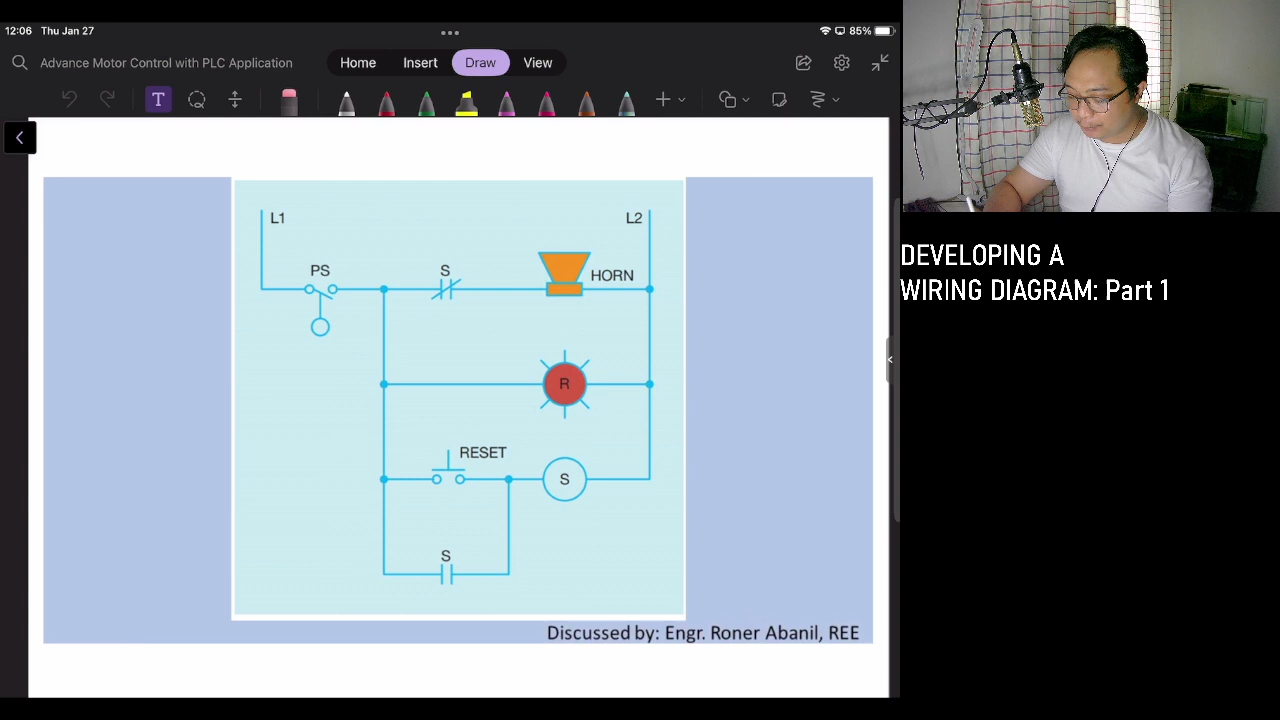 12:06 Thu Jan 27
85%
Advance Motor Control with PLC Application
Home Insert Draw View
T
L1 L2
PS S
HORN
R
RESET
S
S
Discussed by: Engr. Roner Abanil, REE
DEVELOPING A
WIRING DIAGRAM: Part 1